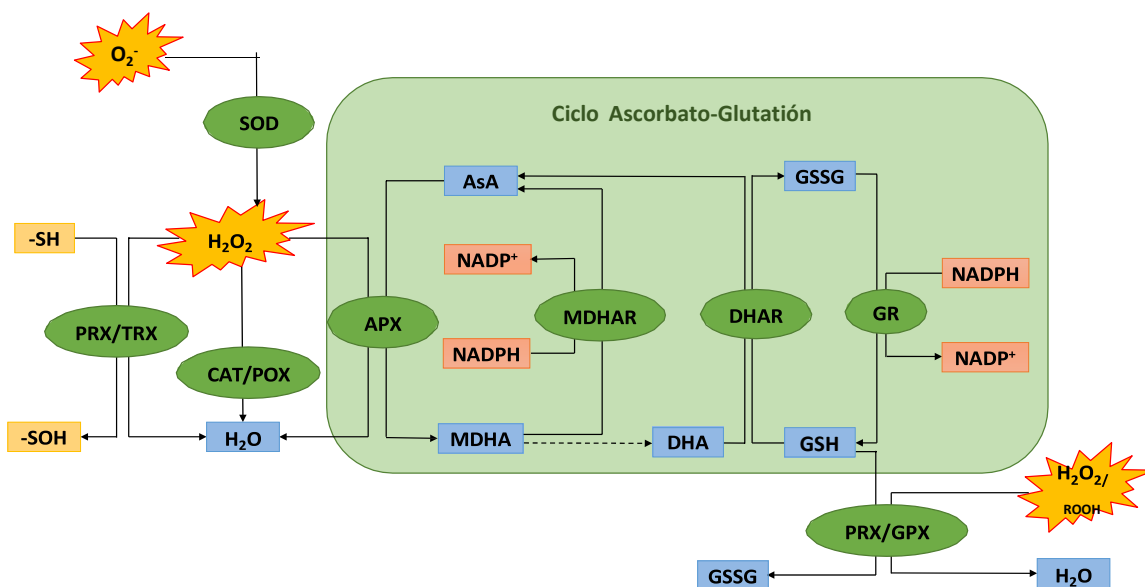 O₂⁻
Ciclo Ascorbato-Glutatión
SOD
AsA
GSSG
-SH
H₂O₂
NADP⁺
NADPH
PRX/TRX
APX
MDHAR
DHAR
GR
NADPH
NADP⁺
CAT/POX
-SOH
H₂O
MDHA
DHA
GSH
H₂O₂/
ROOH
PRX/GPX
GSSG
H₂O